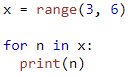 x = range(3, 6)
for n in x:
  print(n)